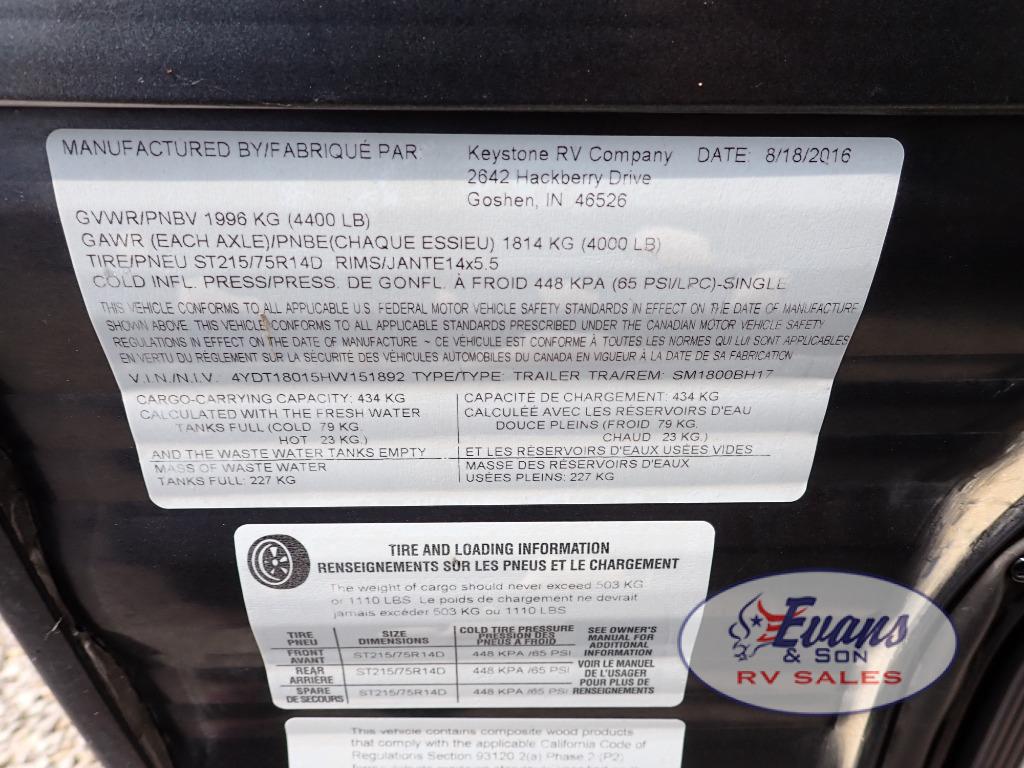 MANUFACTURED BY/FABRIQUÉ PAR: Keystone RV Company DATE: 8/18/2016
2642 Hackberry Drive
Goshen, IN 46526
GVWR/PNBV 1996 KG (4400 LB)
GAWR (EACH AXLE)/PNBE(CHAQUE ESSIEU) 1814 KG (4000 LB)
TIRE/PNEU ST215/75R14D RIMS/JANTE14x5.5
COLD INFL. PRESS/PRESS. DE GONFL. À FROID 448 KPA (65 PSI/LPC)-SINGLE
THIS VEHICLE CONFORMS TO ALL APPLICABLE U.S. FEDERAL MOTOR VEHICLE SAFETY STANDARDS IN EFFECT ON THE DATE OF MANUFACTURE
SHOWN ABOVE. THIS VEHICLE CONFORMS TO ALL APPLICABLE STANDARDS PRESCRIBED UNDER THE CANADIAN MOTOR VEHICLE SAFETY
REGULATIONS IN EFFECT ON THE DATE OF MANUFACTURE ~ CE VÉHICULE EST CONFORME À TOUTES LES NORMES QUI LUI SONT APPLICABLES
EN VERTU DU RÈGLEMENT SUR LA SÉCURITÉ DES VÉHICULES AUTOMOBILES DU CANADA EN VIGUEUR À LA DATE DE SA FABRICATION
V.I.N./N.I.V. 4YDT18015HW151892 TYPE/TYPE: TRAILER TRA/REM: SM1800BH17
CARGO-CARRYING CAPACITY: 434 KG
CALCULATED WITH THE FRESH WATER
TANKS FULL (COLD 79 KG.
HOT 23 KG.)
AND THE WASTE WATER TANKS EMPTY
MASS OF WASTE WATER
TANKS FULL: 227 KG
CAPACITÉ DE CHARGEMENT: 434 KG
CALCULÉE AVEC LES RÉSERVOIRS D'EAU
DOUCE PLEINS (FROID 79 KG.
CHAUD 23 KG.)
ET LES RÉSERVOIRS D'EAUX USÉES VIDES
MASSE DES RÉSERVOIRS D'EAUX
USÉES PLEINS: 227 KG
TIRE AND LOADING INFORMATION
RENSEIGNEMENTS SUR LES PNEUS ET LE CHARGEMENT
The weight of cargo should never exceed 503 KG
or 1110 LBS. Le poids de chargement ne devrait
jamais excéder 503 KG ou 1110 LBS
TIRE
PNEU
SIZE
DIMENSIONS
COLD TIRE PRESSURE
PRESSION DES
PNEUS A FROID
SEE OWNER'S
MANUAL FOR
ADDITIONAL
INFORMATION
VOIR LE MANUEL
DE L'USAGER
POUR PLUS DE
RENSEIGNEMENTS
FRONT
AVANT
ST215/75R14D
448 KPA /65 PSI
REAR
ARRIÈRE
ST215/75R14D
448 KPA /65 PSI
SPARE
DE SECOURS
ST215/75R14D
448 KPA /65 PSI
This vehicle contains composite wood products
that comply with the applicable California Code of
Regulations Section 93120.2(a) Phase 2 (P2)
Evans
& SON
RV SALES